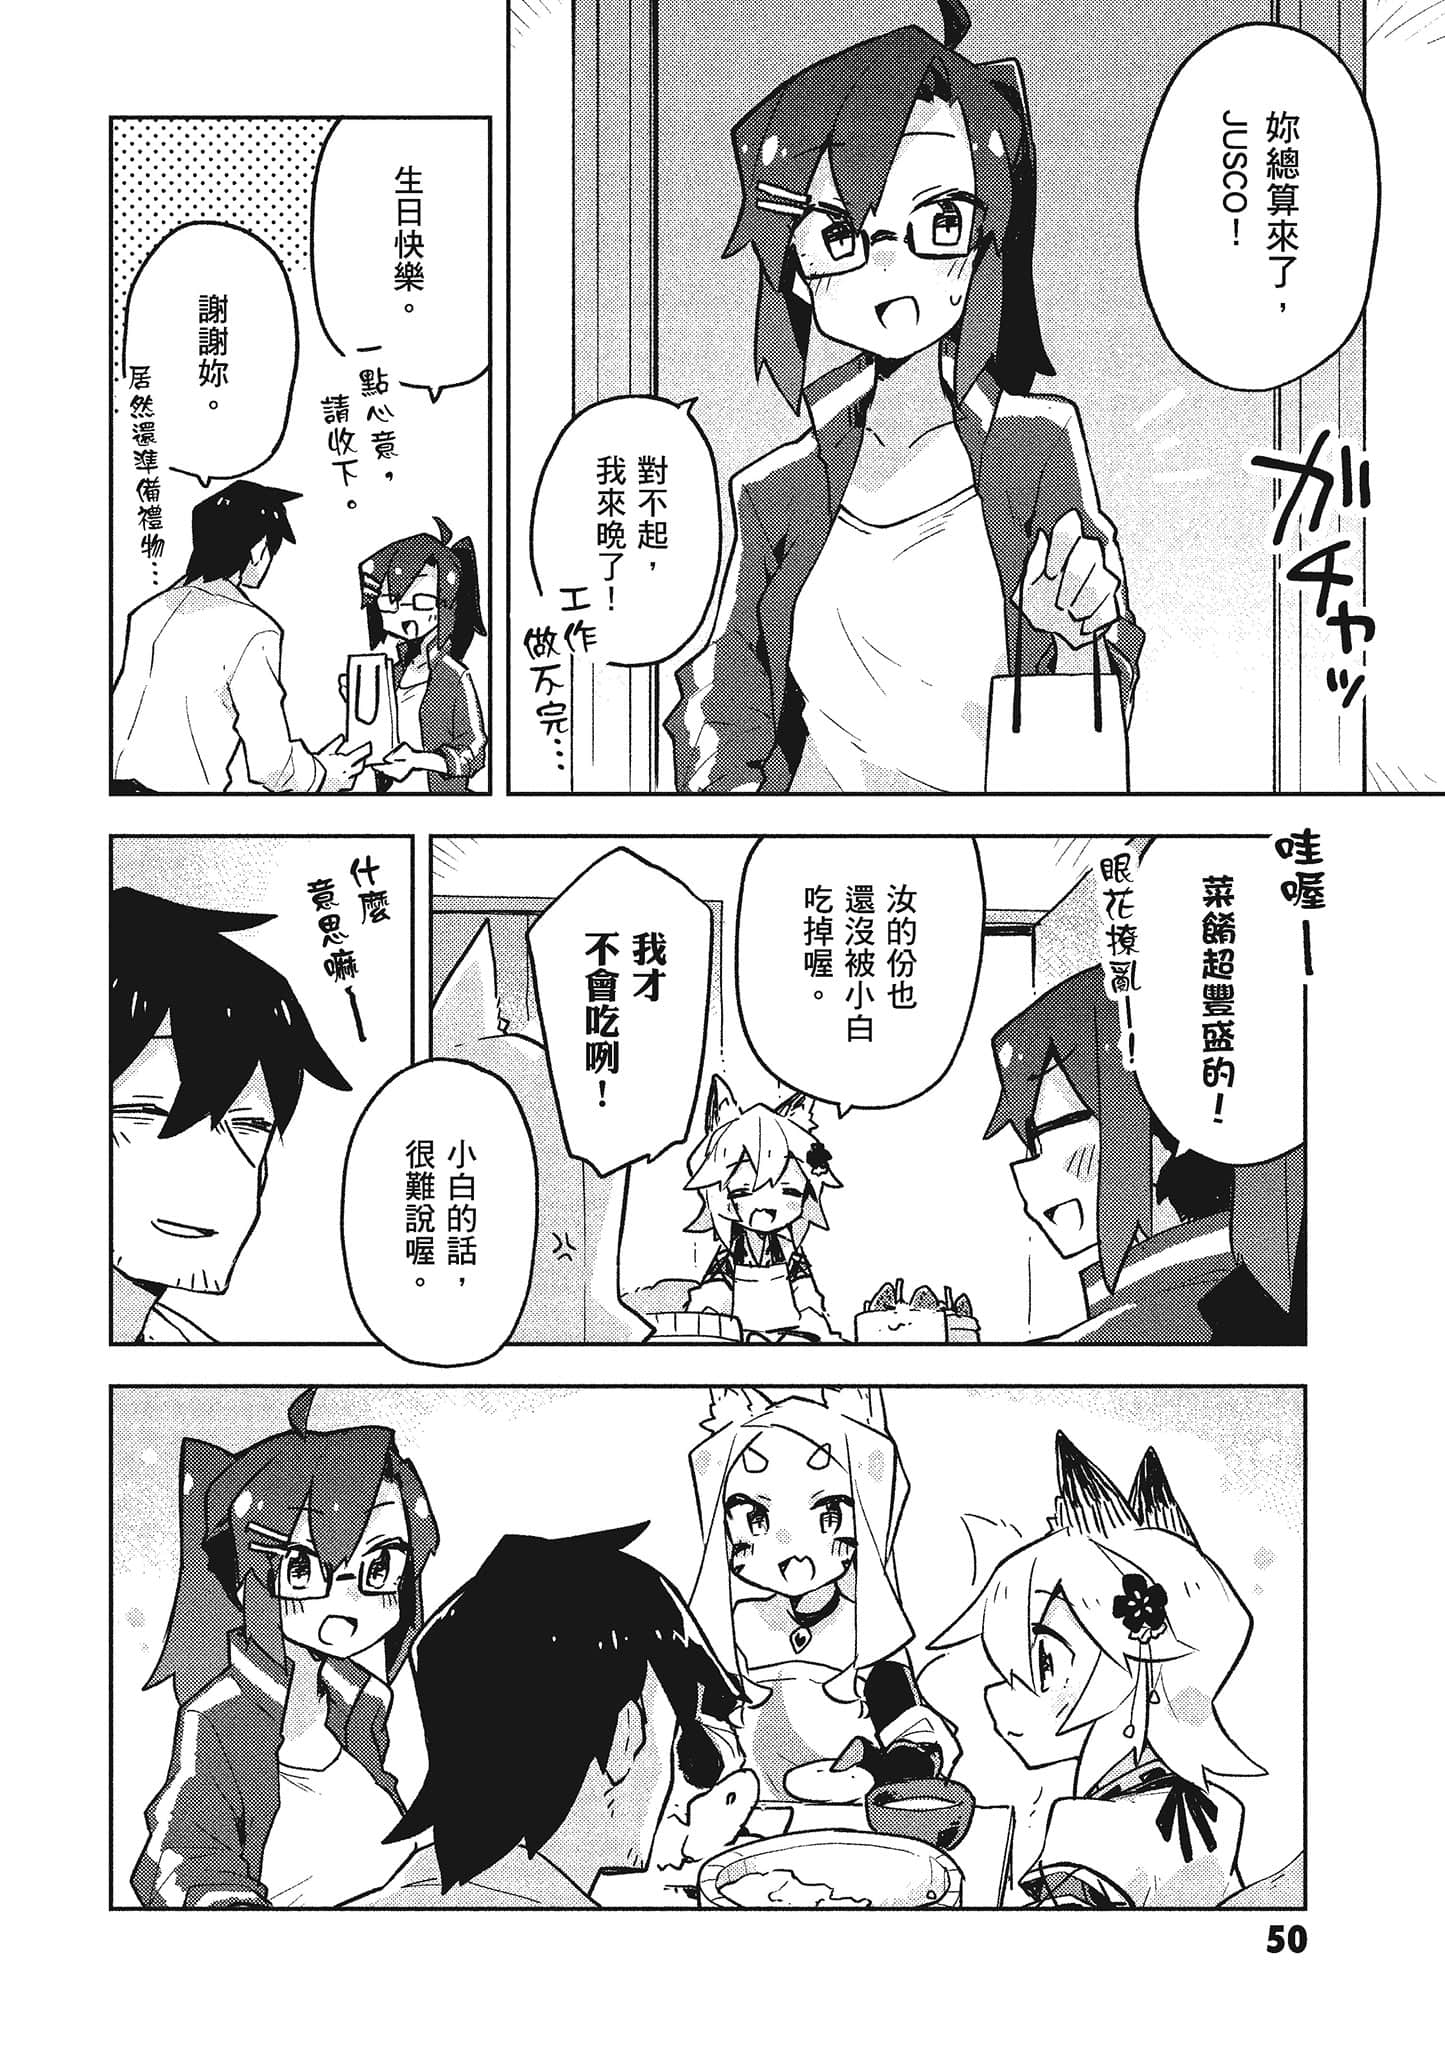 妳總算來了，
JUSCO！
ガチャッ
對不起，
我來晚了！
工作
做不完…
生日快樂。
一點心意，
請收下。
謝謝妳。
居然還準備禮物…
哇喔——
菜餚超豐盛的！
眼花撩亂——！
汝的份也
還沒被小白
吃掉喔。
我才
不會吃咧！
小白的話，
很難說喔。
什麼
意思嘛——
50